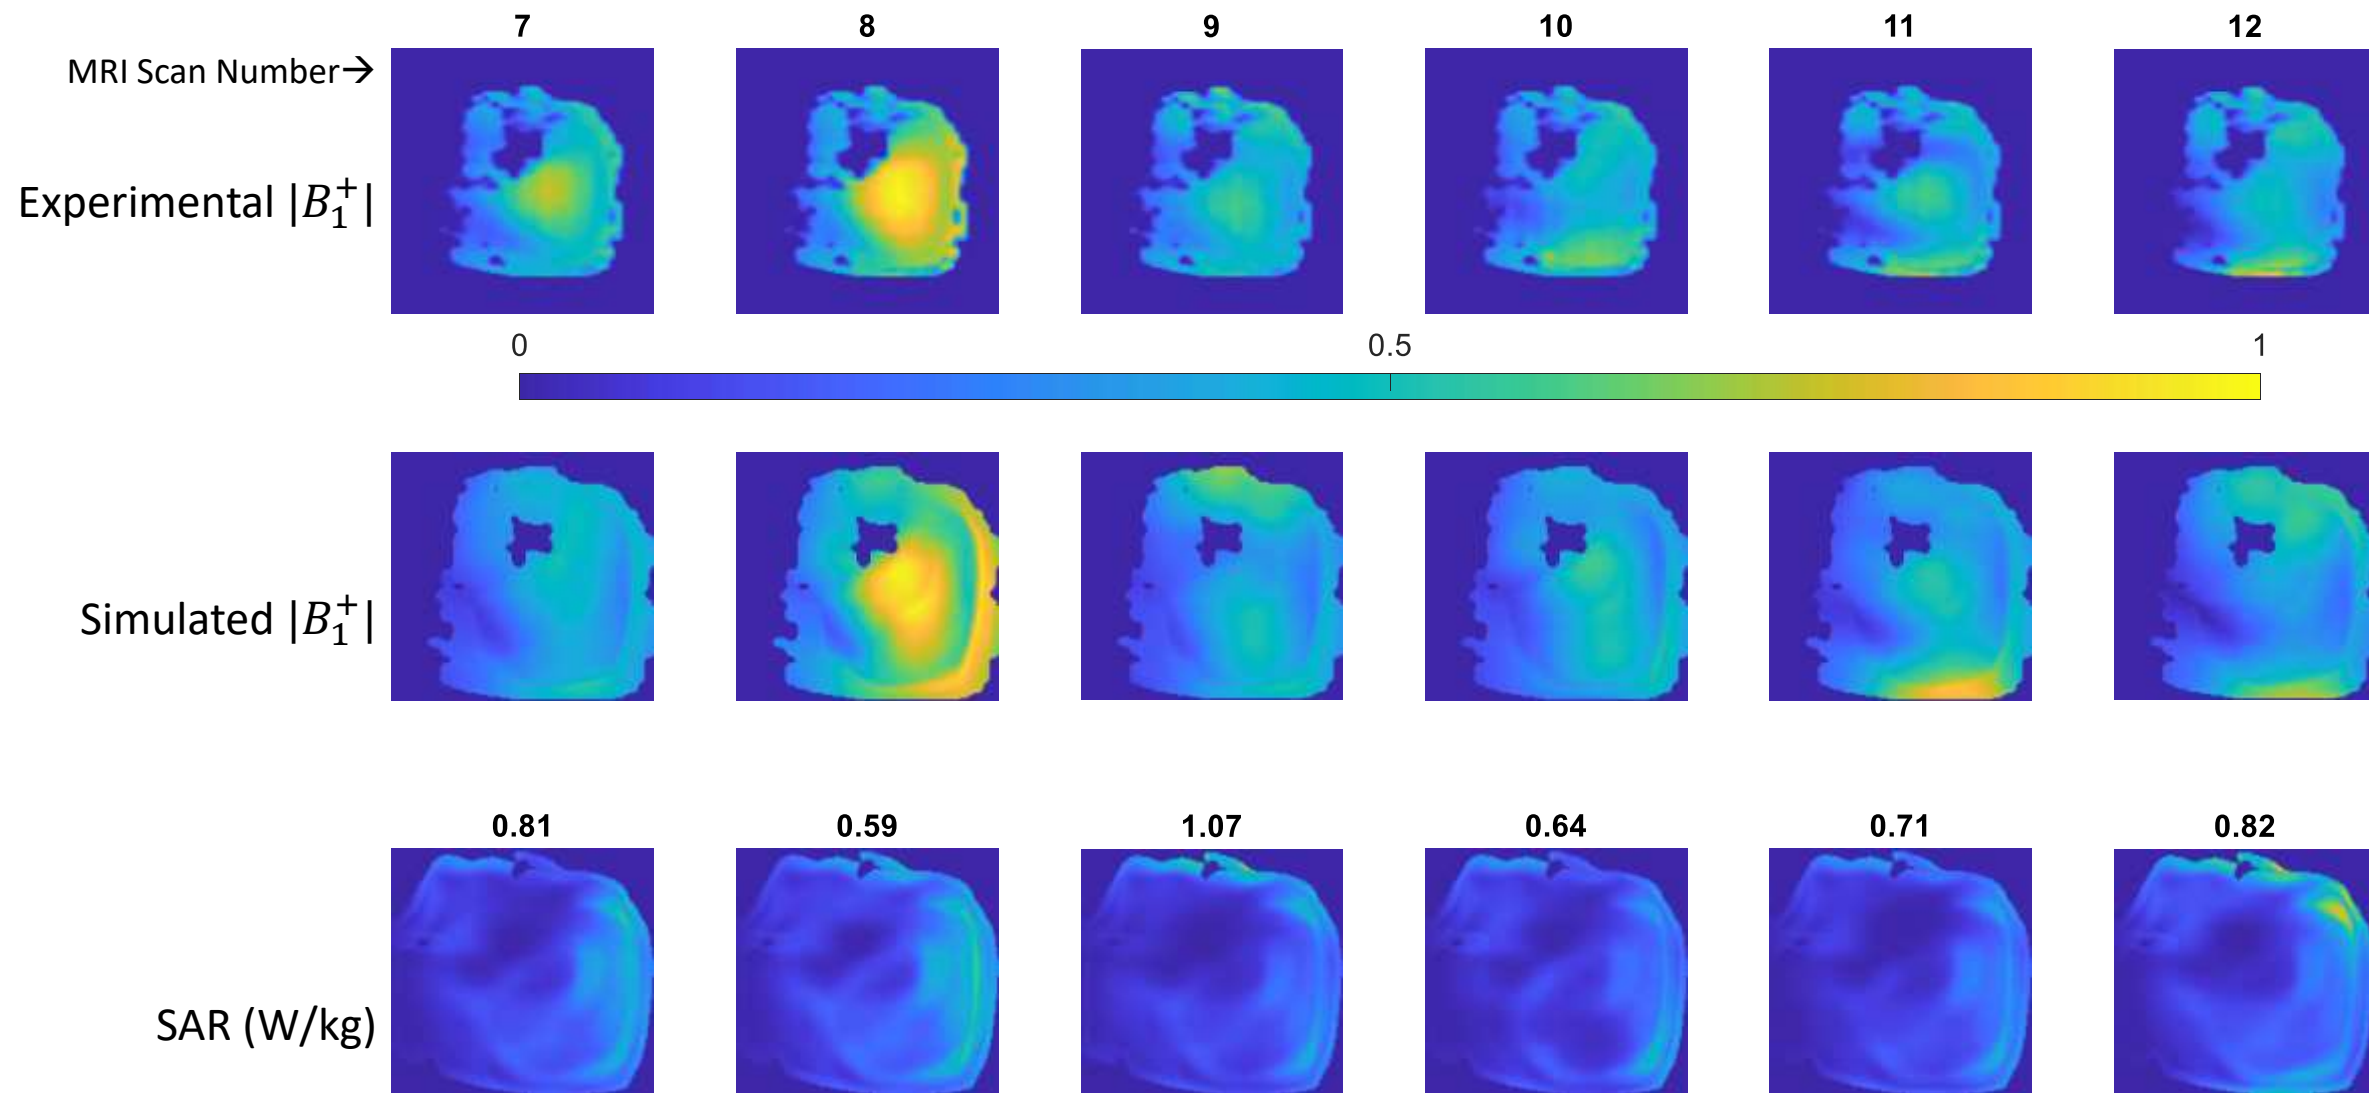 7 8 9 10 11 12
MRI Scan Number→
Experimental |B₁⁺|
0 0.5 1
Simulated |B₁⁺|
0.81 0.59 1.07 0.64 0.71 0.82
SAR (W/kg)